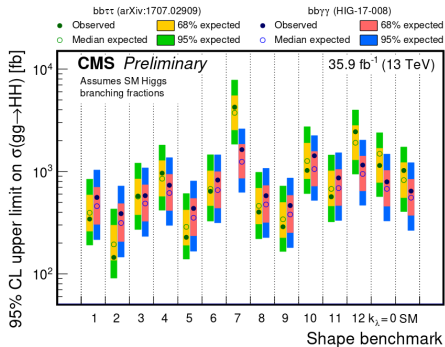 bbττ (arXiv:1707.02909)
bbγγ (HIG-17-008)
Observed
68% expected
Observed
68% expected
Median expected
95% expected
Median expected
95% expected
CMS Preliminary
35.9 fb⁻¹ (13 TeV)
Assumes SM Higgs
branching fractions
95% CL upper limit on σ(gg→HH) [fb]
10⁴
10³
10²
1 2 3 4 5 6 7 8 9 10 11 12 kλ=0 SM
Shape benchmark